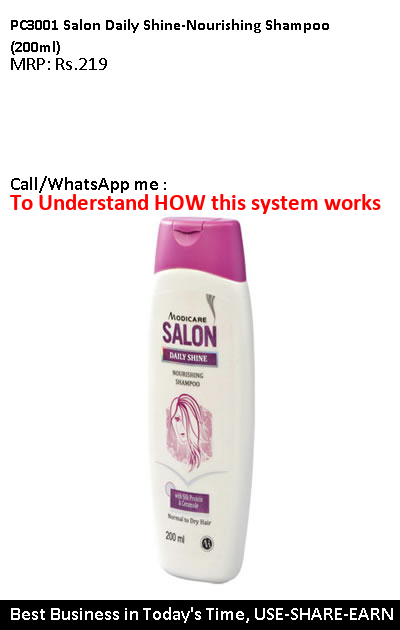 PC3001 Salon Daily Shine-Nourishing Shampoo
(200ml)
MRP: Rs.219
Call/WhatsApp me :
To Understand HOW this system works
MODICARE
SALON
DAILY SHINE
NOURISHING
SHAMPOO
with Silk Protein
& Ceramide
Normal to Dry Hair
200 ml
Best Business in Today's Time, USE-SHARE-EARN